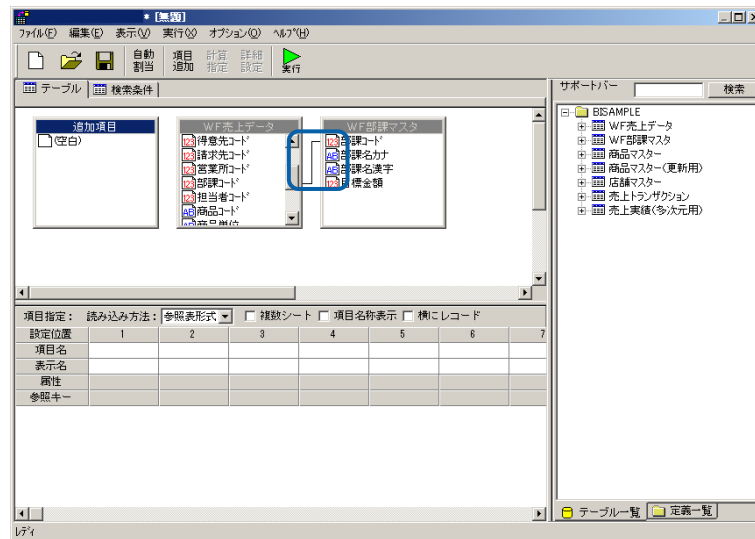 * [無題]
ファイル(F) 編集(E) 表示(V) 実行(X) オプション(O) ヘルプ(H)
自動割当 項目追加 計算指定 詳細設定 実行
テーブル 検索条件
サポートバー 検索
追加項目
(空白)
WF売上データ
得意先コード
請求先コード
営業所コード
部課コード
担当者コード
商品コード
商品単位
WF部課マスタ
部課コード
部課名カナ
部課名漢字
目標金額
BISAMPLE
WF売上データ
WF部課マスタ
商品マスター
商品マスター(更新用)
店舗マスター
売上トランザクション
売上実績(多次元用)
項目指定: 読み込み方法: 参照表形式 複数シート 項目名称表示 横にレコード
設定位置 1 2 3 4 5 6 7
項目名
表示名
属性
参照キー
テーブル一覧 定義一覧
レディ